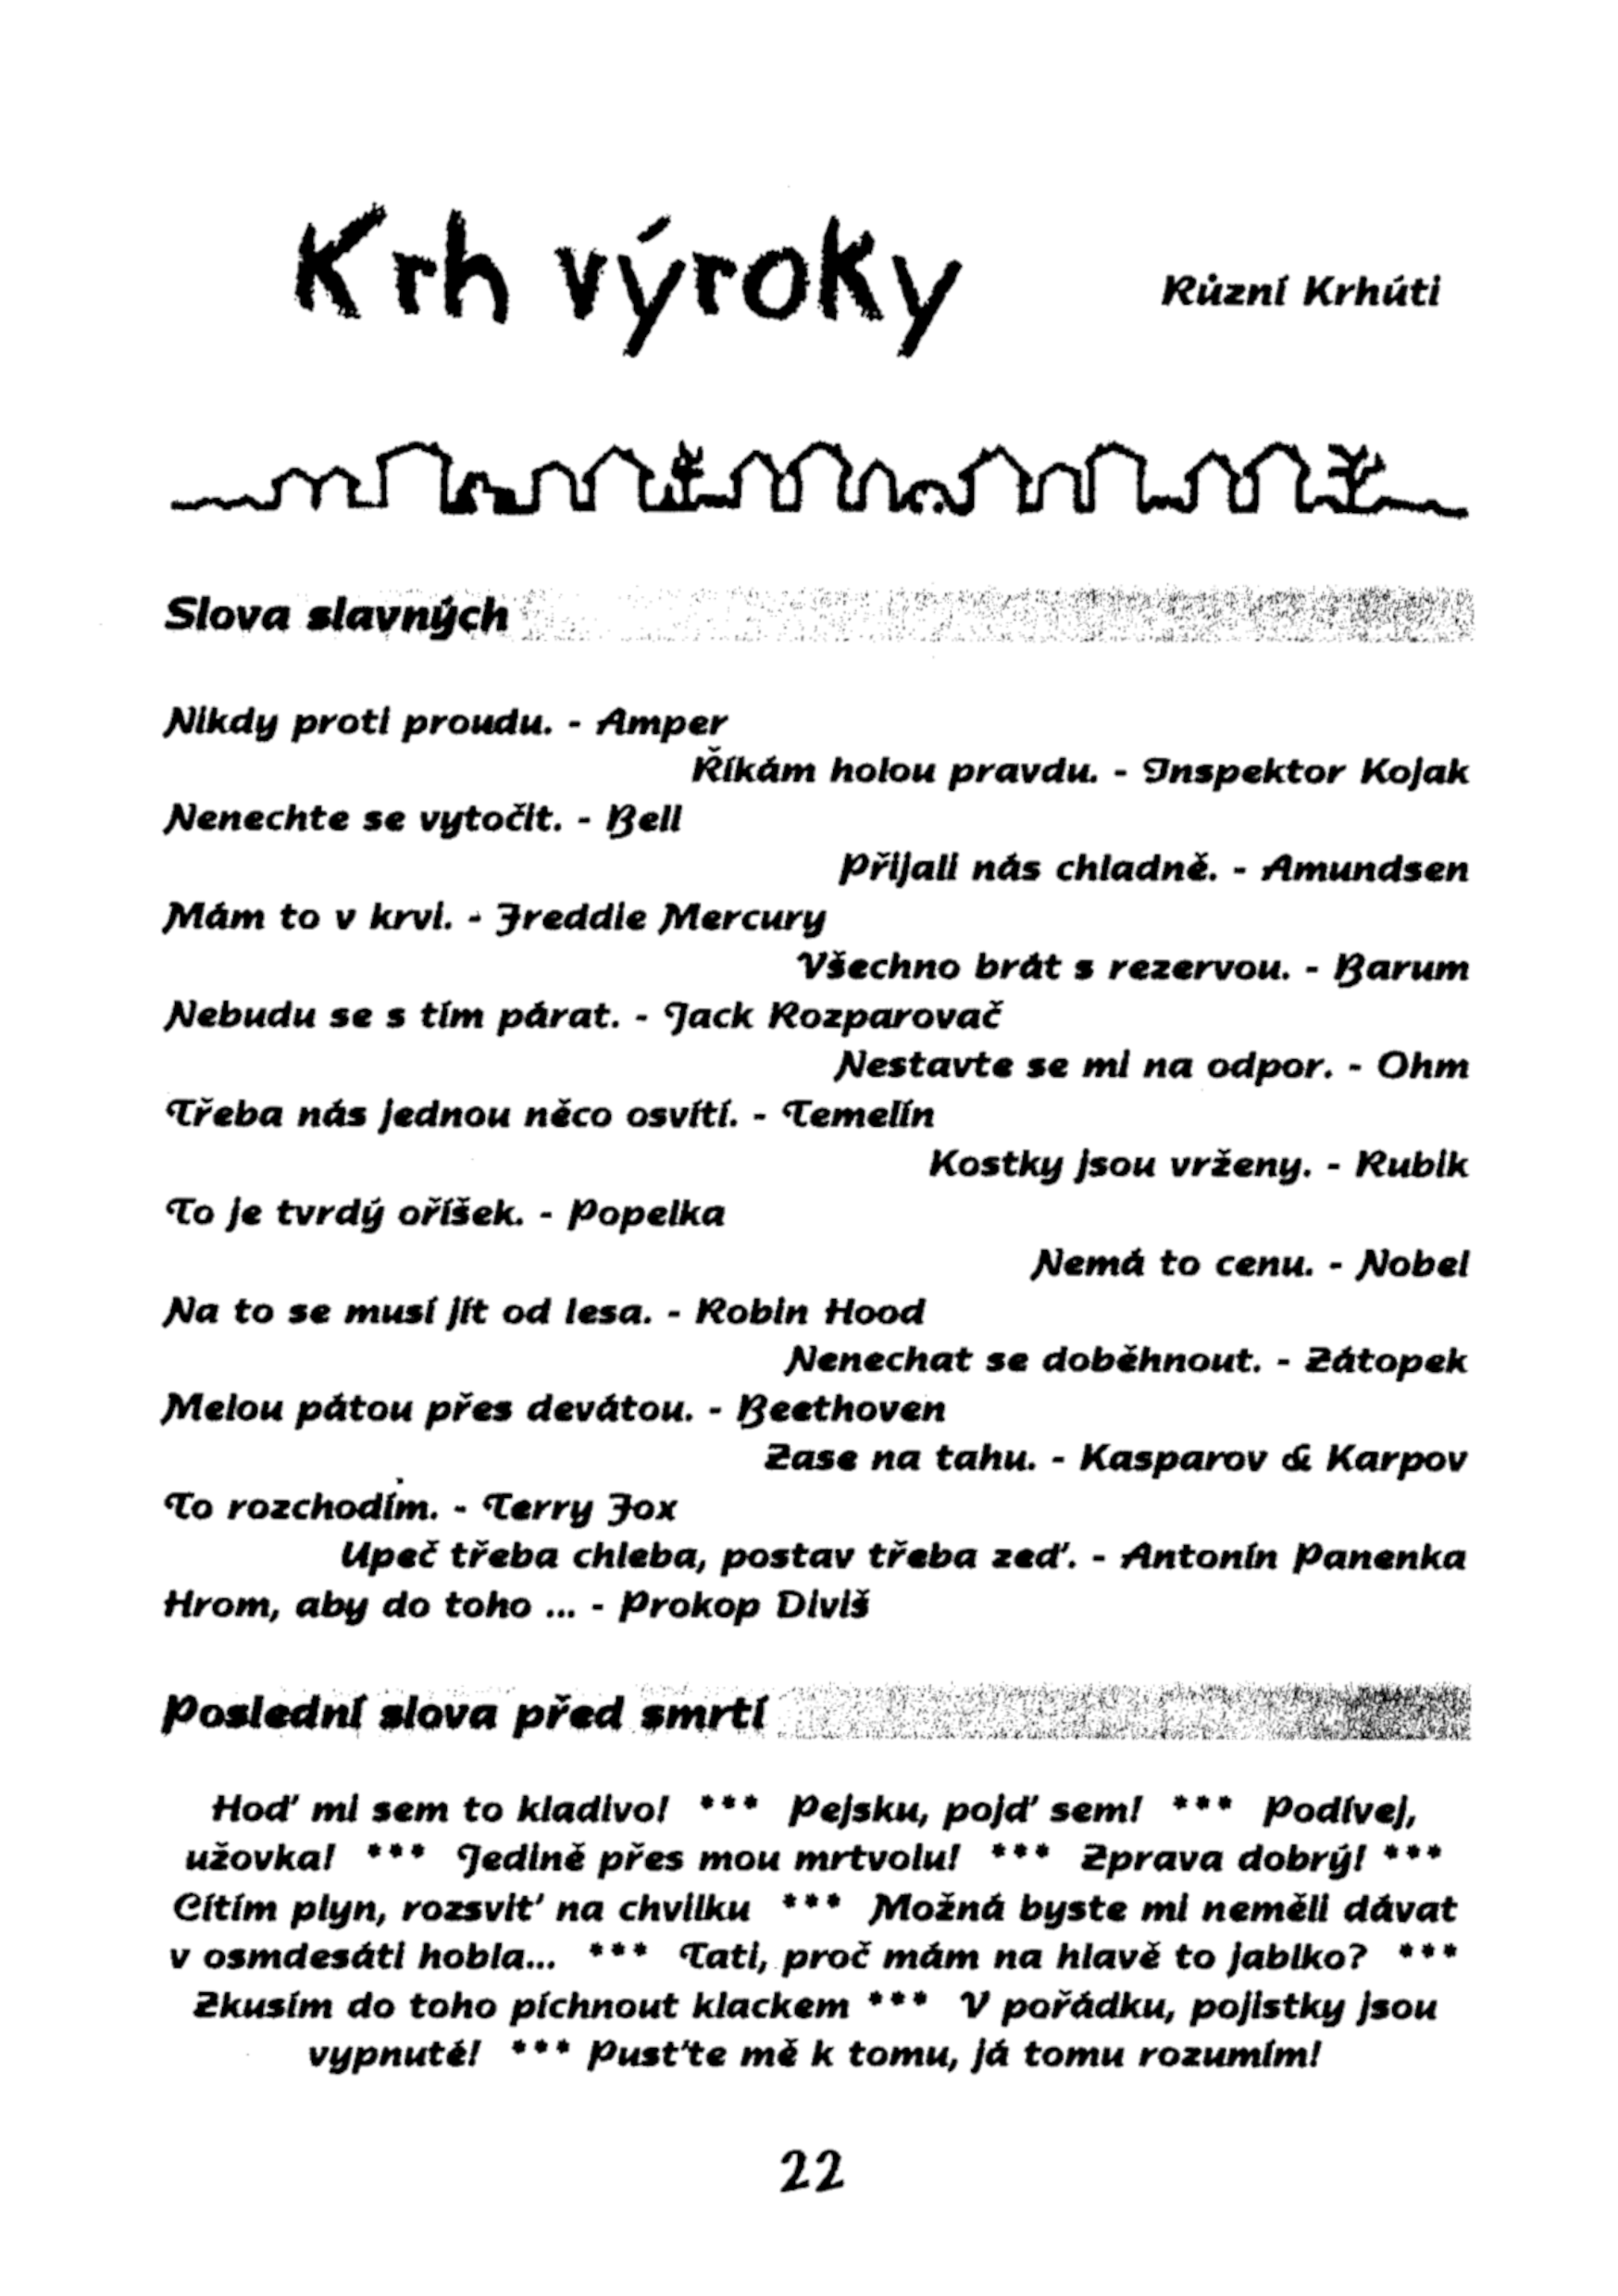 Krh výroky
Různí Krhúti
Slova slavných
Nikdy proti proudu. - Amper
Říkám holou pravdu. - Inspektor Kojak
Nenechte se vytočit. - Bell
Přijali nás chladně. - Amundsen
Mám to v krvi. - Freddie Mercury
Všechno brát s rezervou. - Barum
Nebudu se s tím párat. - Jack Rozparovač
Nestavte se mi na odpor. - Ohm
Třeba nás jednou něco osvítí. - Temelín
Kostky jsou vrženy. - Rubik
To je tvrdý oříšek. - Popelka
Nemá to cenu. - Nobel
Na to se musí jít od lesa. - Robin Hood
Nenechat se doběhnout. - Zátopek
Melou pátou přes devátou. - Beethoven
Zase na tahu. - Kasparov & Karpov
To rozchodím. - Terry Fox
Upeč třeba chleba, postav třeba zeď. - Antonín Panenka
Hrom, aby do toho ... - Prokop Diviš
Poslední slova před smrtí
Hoď mi sem to kladivo! *** Pejsku, pojď sem! *** Podívej,
užovka! *** Jedině přes mou mrtvolu! *** Zprava dobrý! ***
Cítím plyn, rozsviť na chvilku *** Možná byste mi neměli dávat
v osmdesáti hobla... *** Tati, proč mám na hlavě to jablko? ***
Zkusím do toho píchnout klackem *** V pořádku, pojistky jsou
vypnuté! *** Pusťte mě k tomu, já tomu rozumím!
22